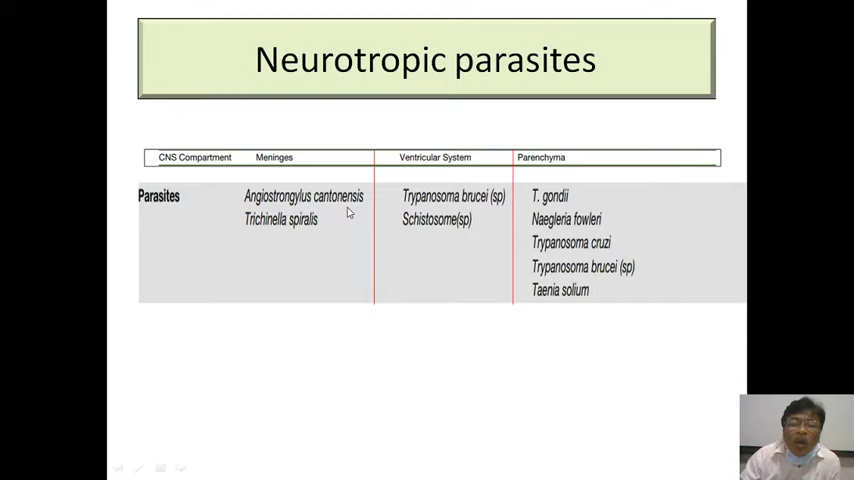 Neurotropic parasites
CNS Compartment Meninges Ventricular System Parenchyma
Parasites Angiostrongylus cantonensis Trypanosoma brucei (sp) T. gondii
Trichinella spiralis Schistosome(sp) Naegleria fowleri
Trypanosoma cruzi
Trypanosoma brucei (sp)
Taenia solium